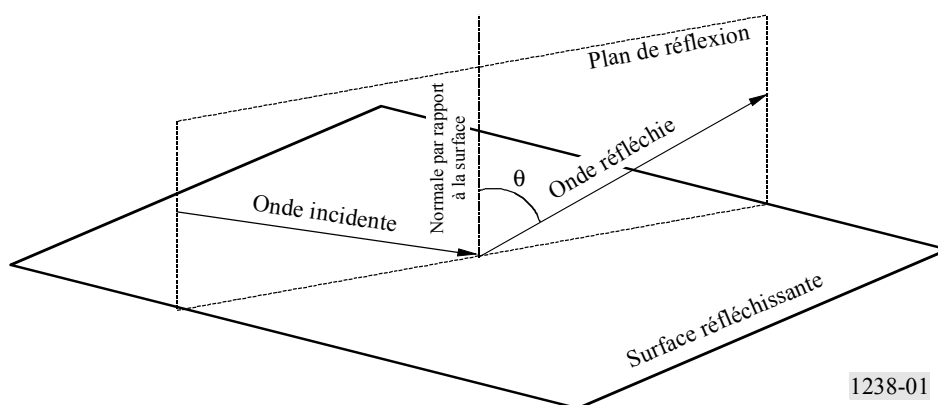 Plan de réflexion
Normale par rapport
à la surface
θ
Onde réfléchie
Onde incidente
Surface réfléchissante
1238-01